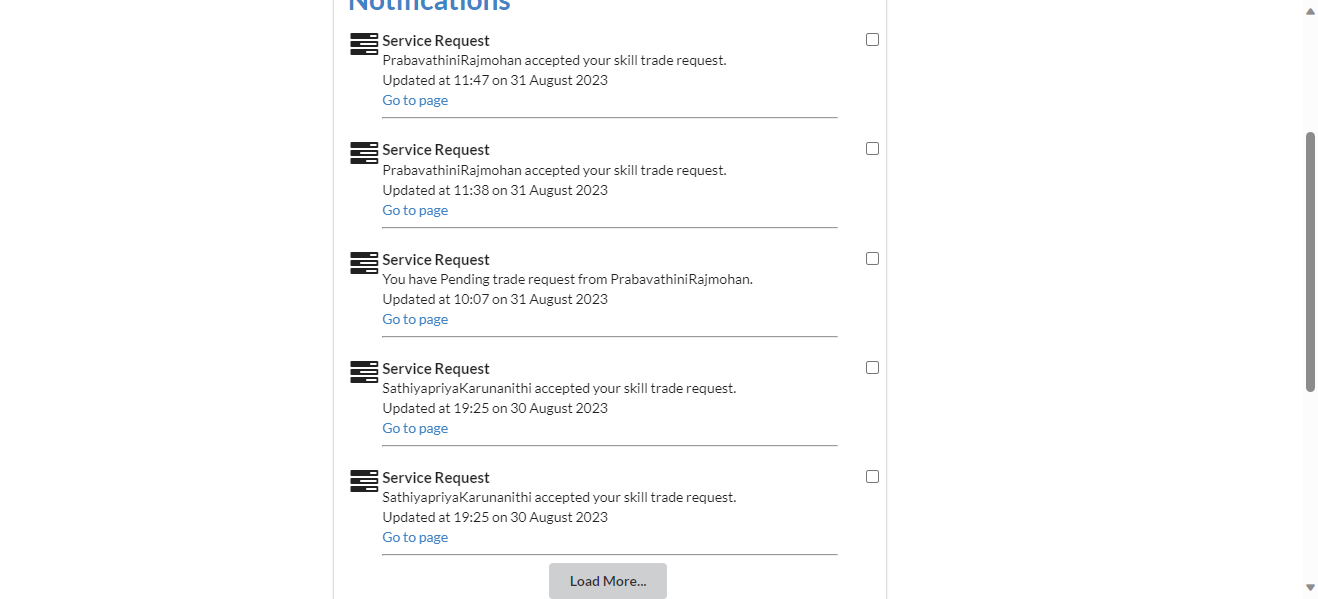 Notifications
Service Request
PrabavathiniRajmohan accepted your skill trade request.
Updated at 11:47 on 31 August 2023
Go to page
Service Request
PrabavathiniRajmohan accepted your skill trade request.
Updated at 11:38 on 31 August 2023
Go to page
Service Request
You have Pending trade request from PrabavathiniRajmohan.
Updated at 10:07 on 31 August 2023
Go to page
Service Request
SathiyapriyaKarunanithi accepted your skill trade request.
Updated at 19:25 on 30 August 2023
Go to page
Service Request
SathiyapriyaKarunanithi accepted your skill trade request.
Updated at 19:25 on 30 August 2023
Go to page
Load More...